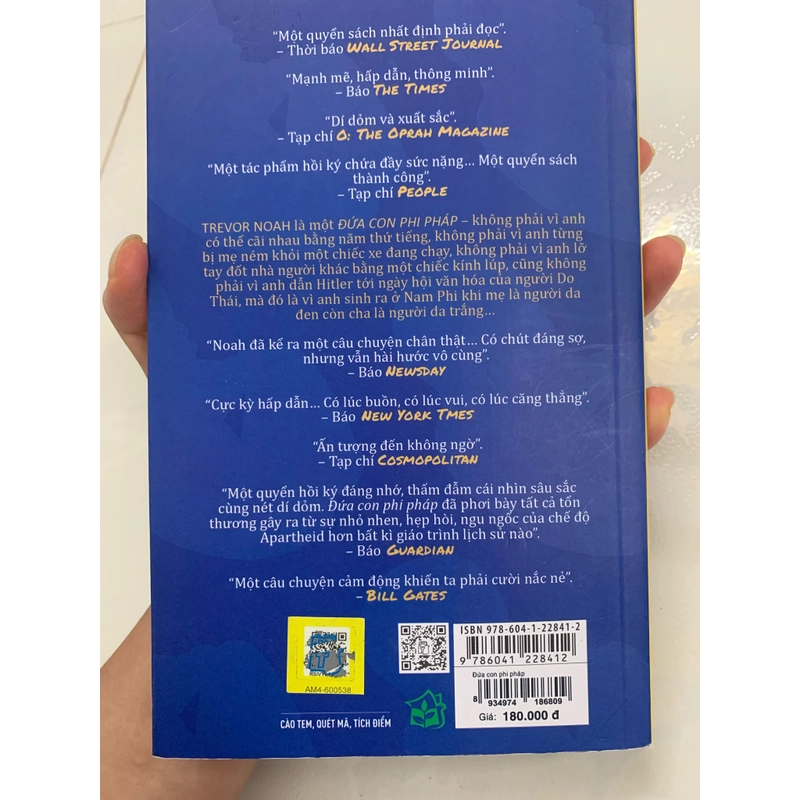 “Một quyển sách nhất định phải đọc”.
– Thời báo WALL STREET JOURNAL
“Mạnh mẽ, hấp dẫn, thông minh”.
– Báo THE TIMES
“Dí dỏm và xuất sắc”.
– Tạp chí O: THE OPRAH MAGAZINE
“Một tác phẩm hồi ký chứa đầy sức nặng... Một quyển sách
thành công”.
– Tạp chí PEOPLE
TREVOR NOAH là một ĐỨA CON PHI PHÁP – không phải vì anh
có thể cãi nhau bằng năm thứ tiếng, không phải vì anh từng
bị mẹ ném khỏi một chiếc xe đang chạy, không phải vì anh lỡ
tay đốt nhà người khác bằng một chiếc kính lúp, cũng không
phải vì anh dẫn Hitler tới ngày hội văn hóa của người Do
Thái, mà đó là vì anh sinh ra ở Nam Phi khi mẹ là người da
đen còn cha là người da trắng...
“Noah đã kể ra một câu chuyện chân thật... Có chút đáng sợ,
nhưng vẫn hài hước vô cùng”.
– Báo NEWSDAY
“Cực kỳ hấp dẫn... Có lúc buồn, có lúc vui, có lúc căng thẳng”.
– Báo NEW YORK TMES
“Ấn tượng đến không ngờ”.
– Tạp chí COSMOPOLITAN
“Một quyển hồi ký đáng nhớ, thấm đẫm cái nhìn sâu sắc
cùng nét dí dỏm. Đứa con phi pháp đã phơi bày tất cả tổn
thương gây ra từ sự nhỏ nhen, hẹp hòi, ngu ngốc của chế độ
Apartheid hơn bất kì giáo trình lịch sử nào”.
– Báo GUARDIAN
“Một câu chuyện cảm động khiến ta phải cười nắc nẻ”.
– BILL GATES
AM4-600538
CÀO TEM, QUÉT MÃ, TÍCH ĐIỂM
ISBN 978-604-1-22841-2
9 786041 228412
Đứa con phi pháp
8 934974 186809
Giá: 180.000 đ